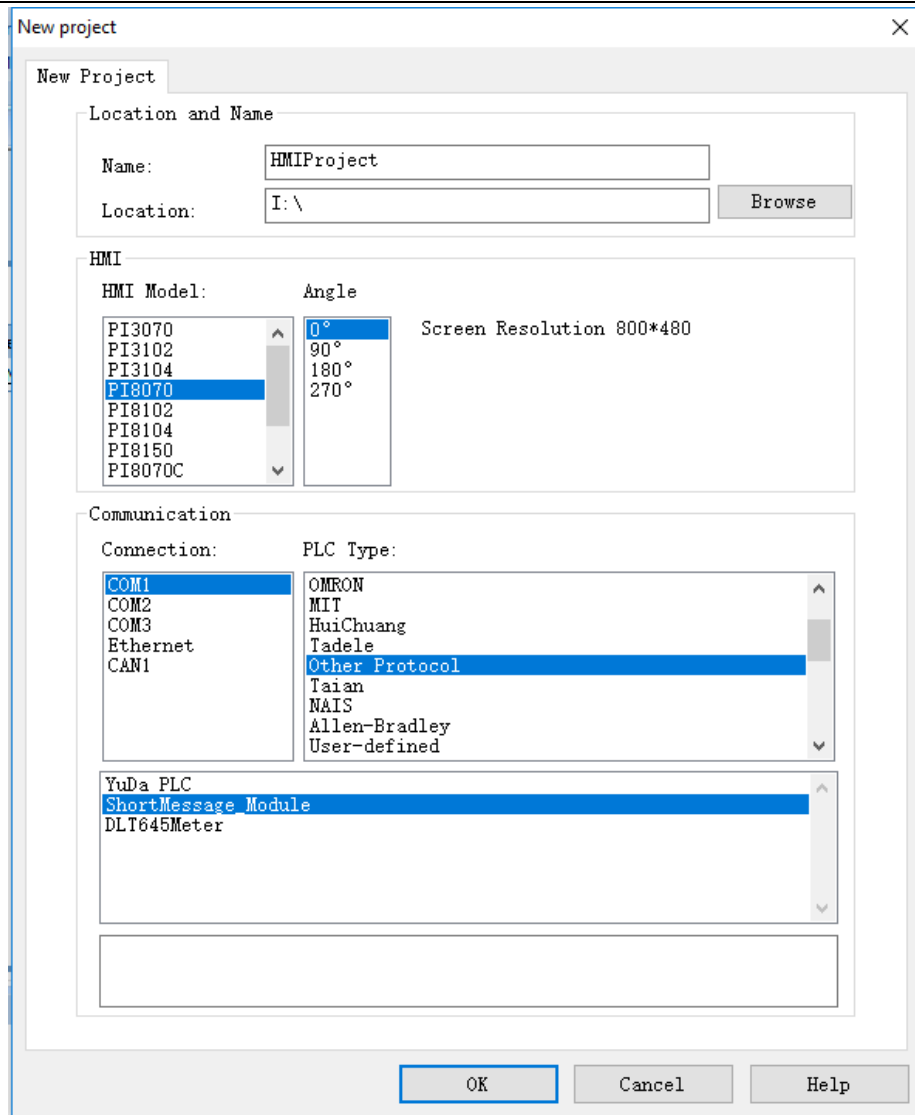 New project
New Project
Location and Name
Name: HMIProject
Location: I:\ Browse
HMI
HMI Model: Angle
PI3070 0° Screen Resolution 800*480
PI3102 90°
PI3104 180°
PI8070 270°
PI8102
PI8104
PI8150
PI8070C
Communication
Connection: PLC Type:
COM1 OMRON
COM2 MIT
COM3 HuiChuang
Ethernet Tadele
CAN1 Other Protocol
Taian
NAIS
Allen-Bradley
User-defined
YuDa PLC
ShortMessage_Module
DLT645Meter
OK Cancel Help